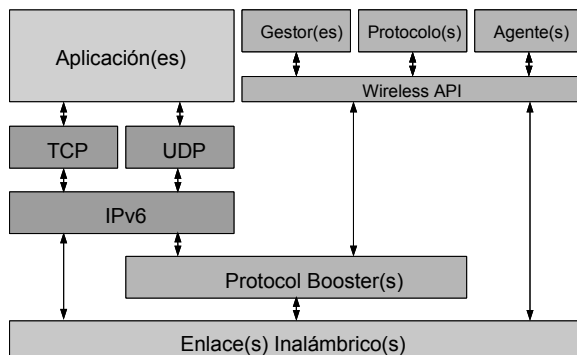 Aplicación(es)
Gestor(es)
Protocolo(s)
Agente(s)
Wireless API
TCP
UDP
IPv6
Protocol Booster(s)
Enlace(s) Inalámbrico(s)